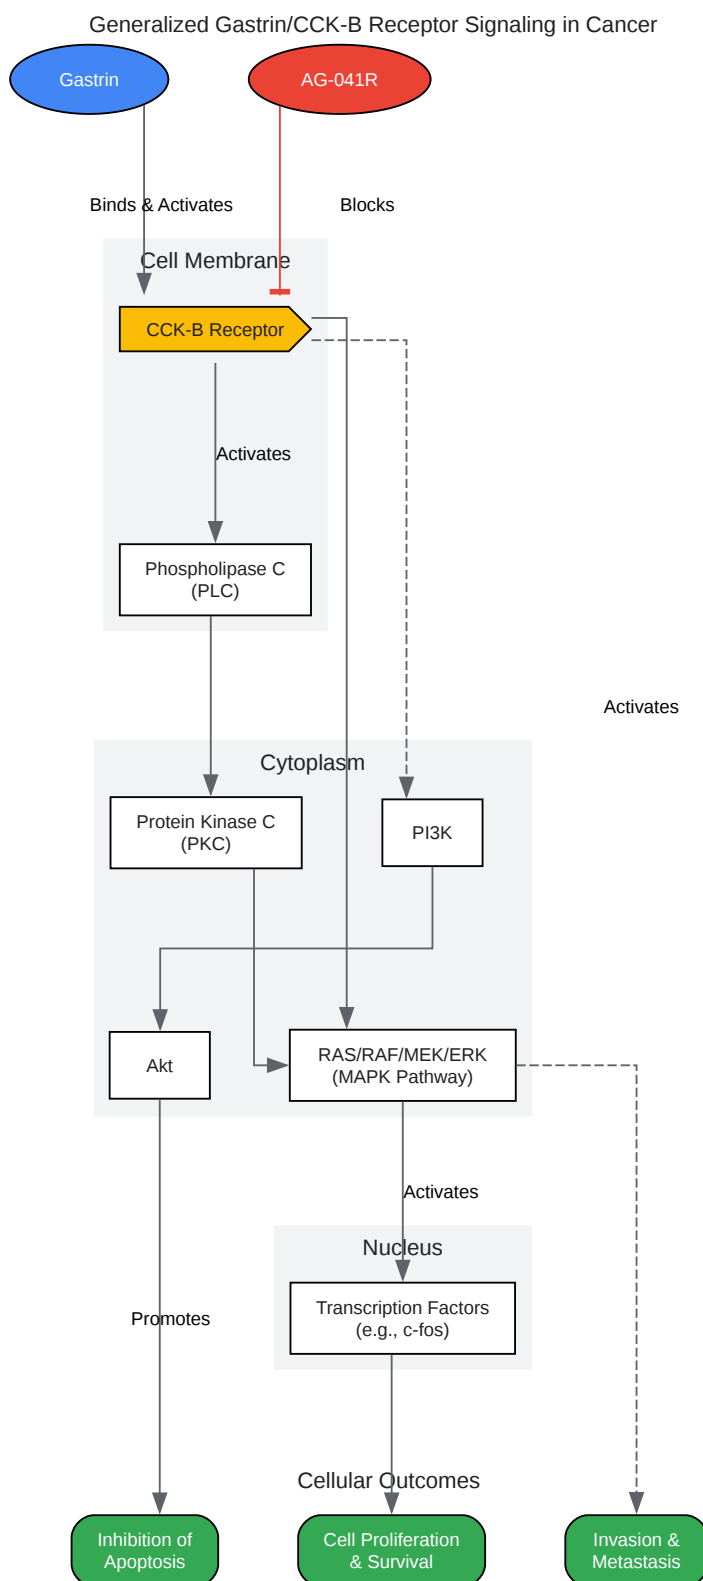 Generalized Gastrin/CCK-B Receptor Signaling in Cancer
Gastrin
AG-041R
Binds & Activates
Blocks
Cell Membrane
CCK-B Receptor
Activates
Phospholipase C
(PLC)
Activates
Cytoplasm
Protein Kinase C
(PKC)
PI3K
Akt
RAS/RAF/MEK/ERK
(MAPK Pathway)
Activates
Nucleus
Transcription Factors
(e.g., c-fos)
Promotes
Cellular Outcomes
Inhibition of
Apoptosis
Cell Proliferation
& Survival
Invasion &
Metastasis